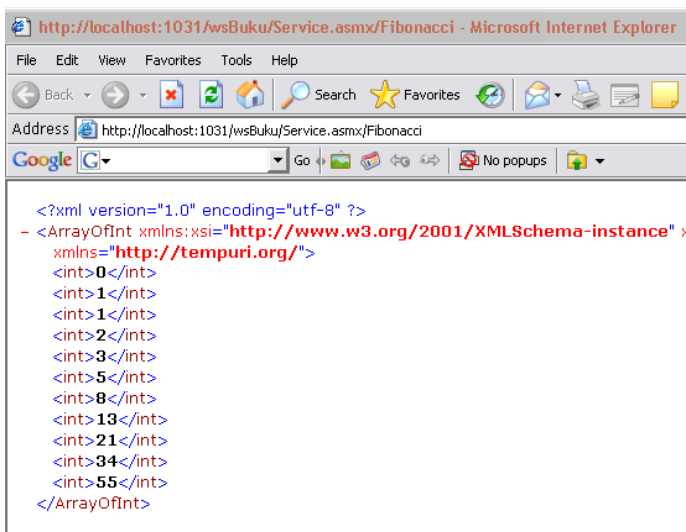 http://localhost:1031/wsBuku/Service.asmx/Fibonacci - Microsoft Internet Explorer
File Edit View Favorites Tools Help
Back Search Favorites
Address http://localhost:1031/wsBuku/Service.asmx/Fibonacci
Google G Go No popups
<?xml version="1.0" encoding="utf-8" ?>
- <ArrayOfInt xmlns:xsi="http://www.w3.org/2001/XMLSchema-instance"
xmlns="http://tempuri.org/">
<int>0</int>
<int>1</int>
<int>1</int>
<int>2</int>
<int>3</int>
<int>5</int>
<int>8</int>
<int>13</int>
<int>21</int>
<int>34</int>
<int>55</int>
</ArrayOfInt>